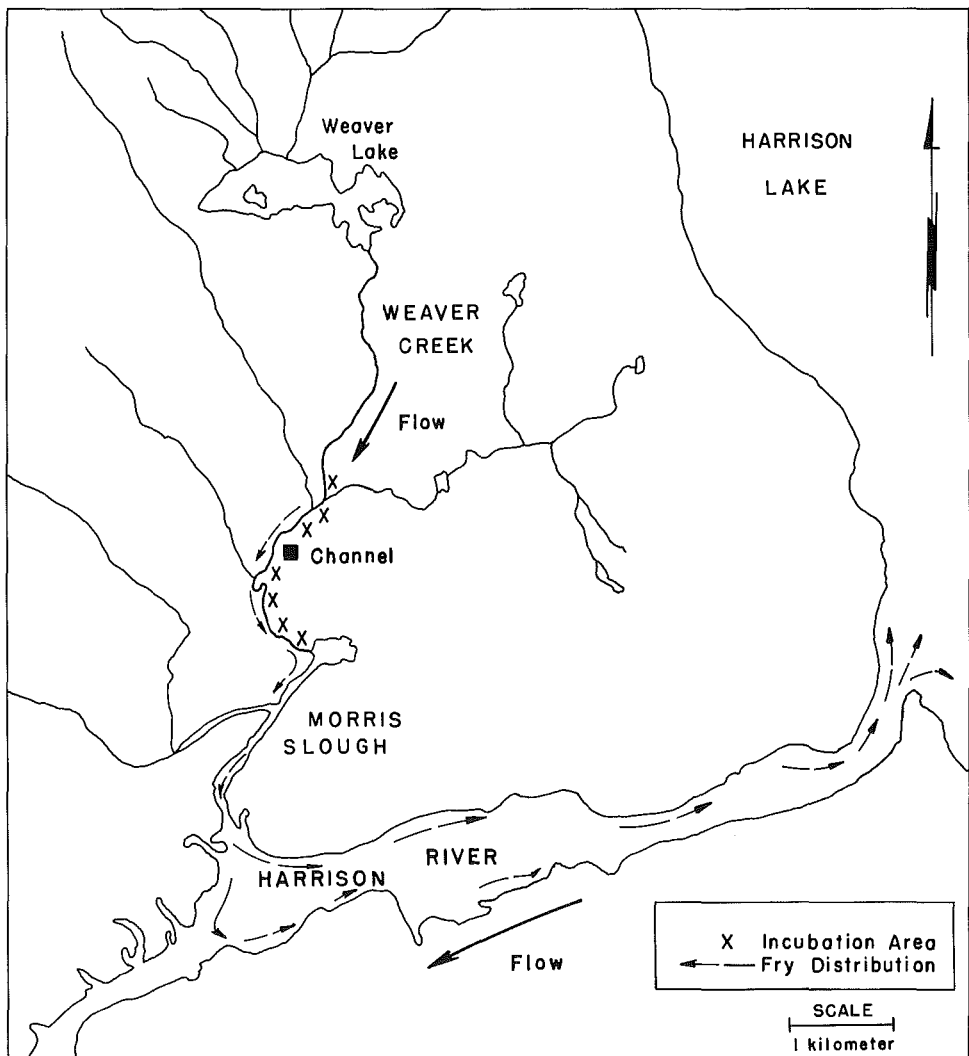 Weaver
Lake
HARRISON
LAKE
WEAVER
CREEK
Flow
X
X
X
Channel
X
X
X
X
MORRIS
SLOUGH
RIVER
HARRISON
Flow
X Incubation Area
Fry Distribution
SCALE
1 kilometer